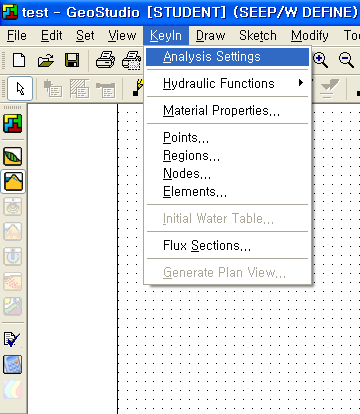 test - GeoStudio [STUDENT] (SEEP/W DEFINE)
File Edit Set View KeyIn Draw Sketch Modify Too
Analysis Settings
Hydraulic Functions
Material Properties...
Points...
Regions...
Nodes...
Elements...
Initial Water Table...
Flux Sections...
Generate Plan View...